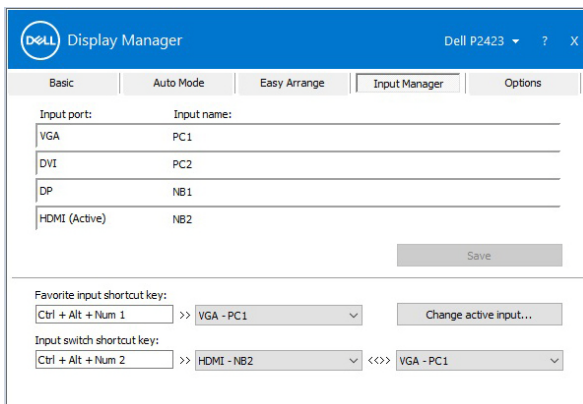 DELL Display Manager Dell P2423 ? X
Basic Auto Mode Easy Arrange Input Manager Options
Input port: Input name:
VGA PC1
DVI PC2
DP NB1
HDMI (Active) NB2
Save
Favorite input shortcut key:
Ctrl + Alt + Num 1 >> VGA - PC1 Change active input...
Input switch shortcut key:
Ctrl + Alt + Num 2 >> HDMI - NB2 <<>> VGA - PC1